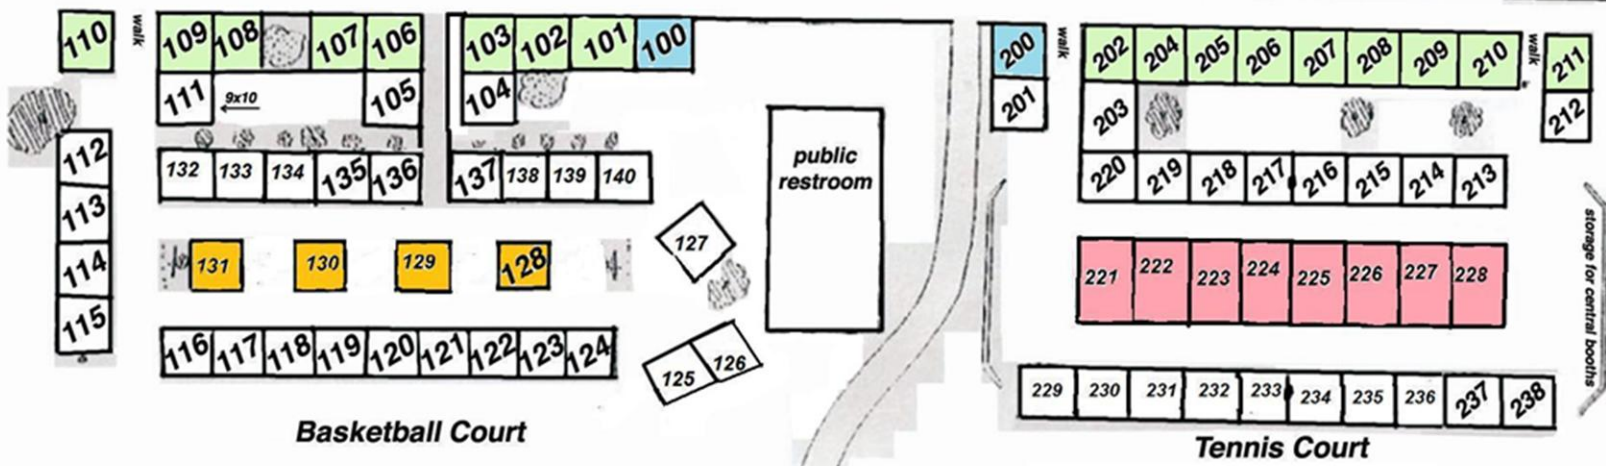 110 walk 109 108 107 106 103 102 101 100 200 walk 202 204 205 206 207 208 209 210 walk 211
111 9x10 105 104 201 203 212
112
132 133 134 135 136 137 138 139 140 public
restroom
220 219 218 217 216 215 214 213
113
127
114 131 130 129 128
221 222 223 224 225 226 227 228
storage for central booths
115
116 117 118 119 120 121 122 123 124 125 126
229 230 231 232 233 234 235 236 237 238
Basketball Court
Tennis Court